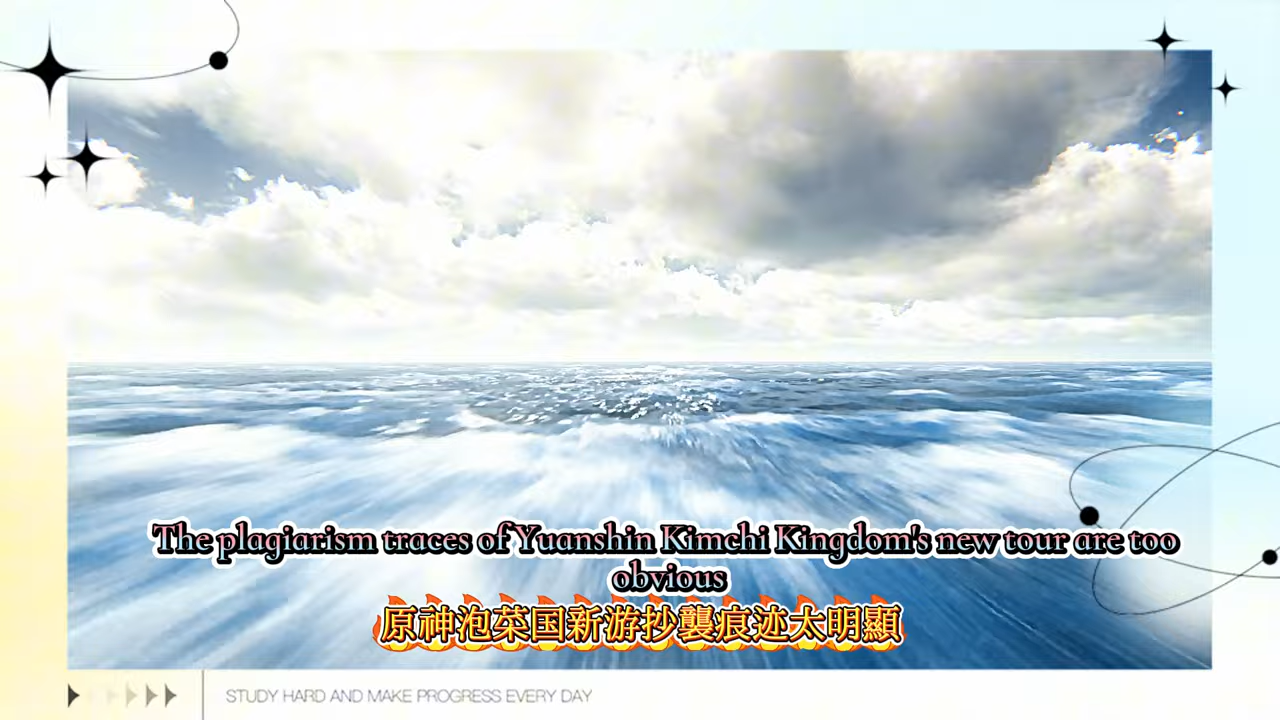 The plagiarism traces of Yuanshin Kimchi Kingdom's new tour are too
obvious
原神泡菜国新游抄襲痕迹太明顯
STUDY HARD AND MAKE PROGRESS EVERY DAY